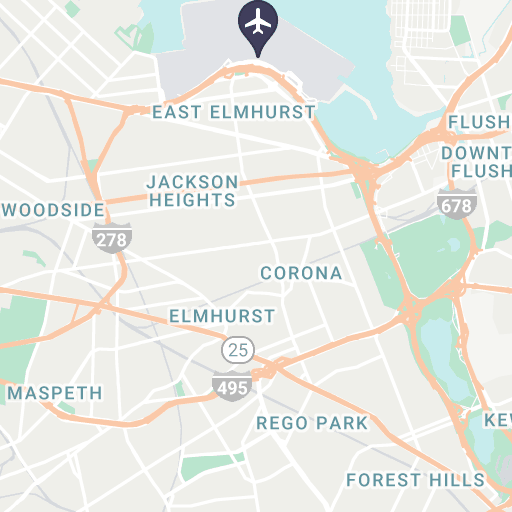 EAST ELMHURST
FLUSH
DOWNT
FLUSH
JACKSON
HEIGHTS
WOODSIDE
678
278
CORONA
ELMHURST
25
495
MASPETH
REGO PARK
KEW
FOREST HILLS